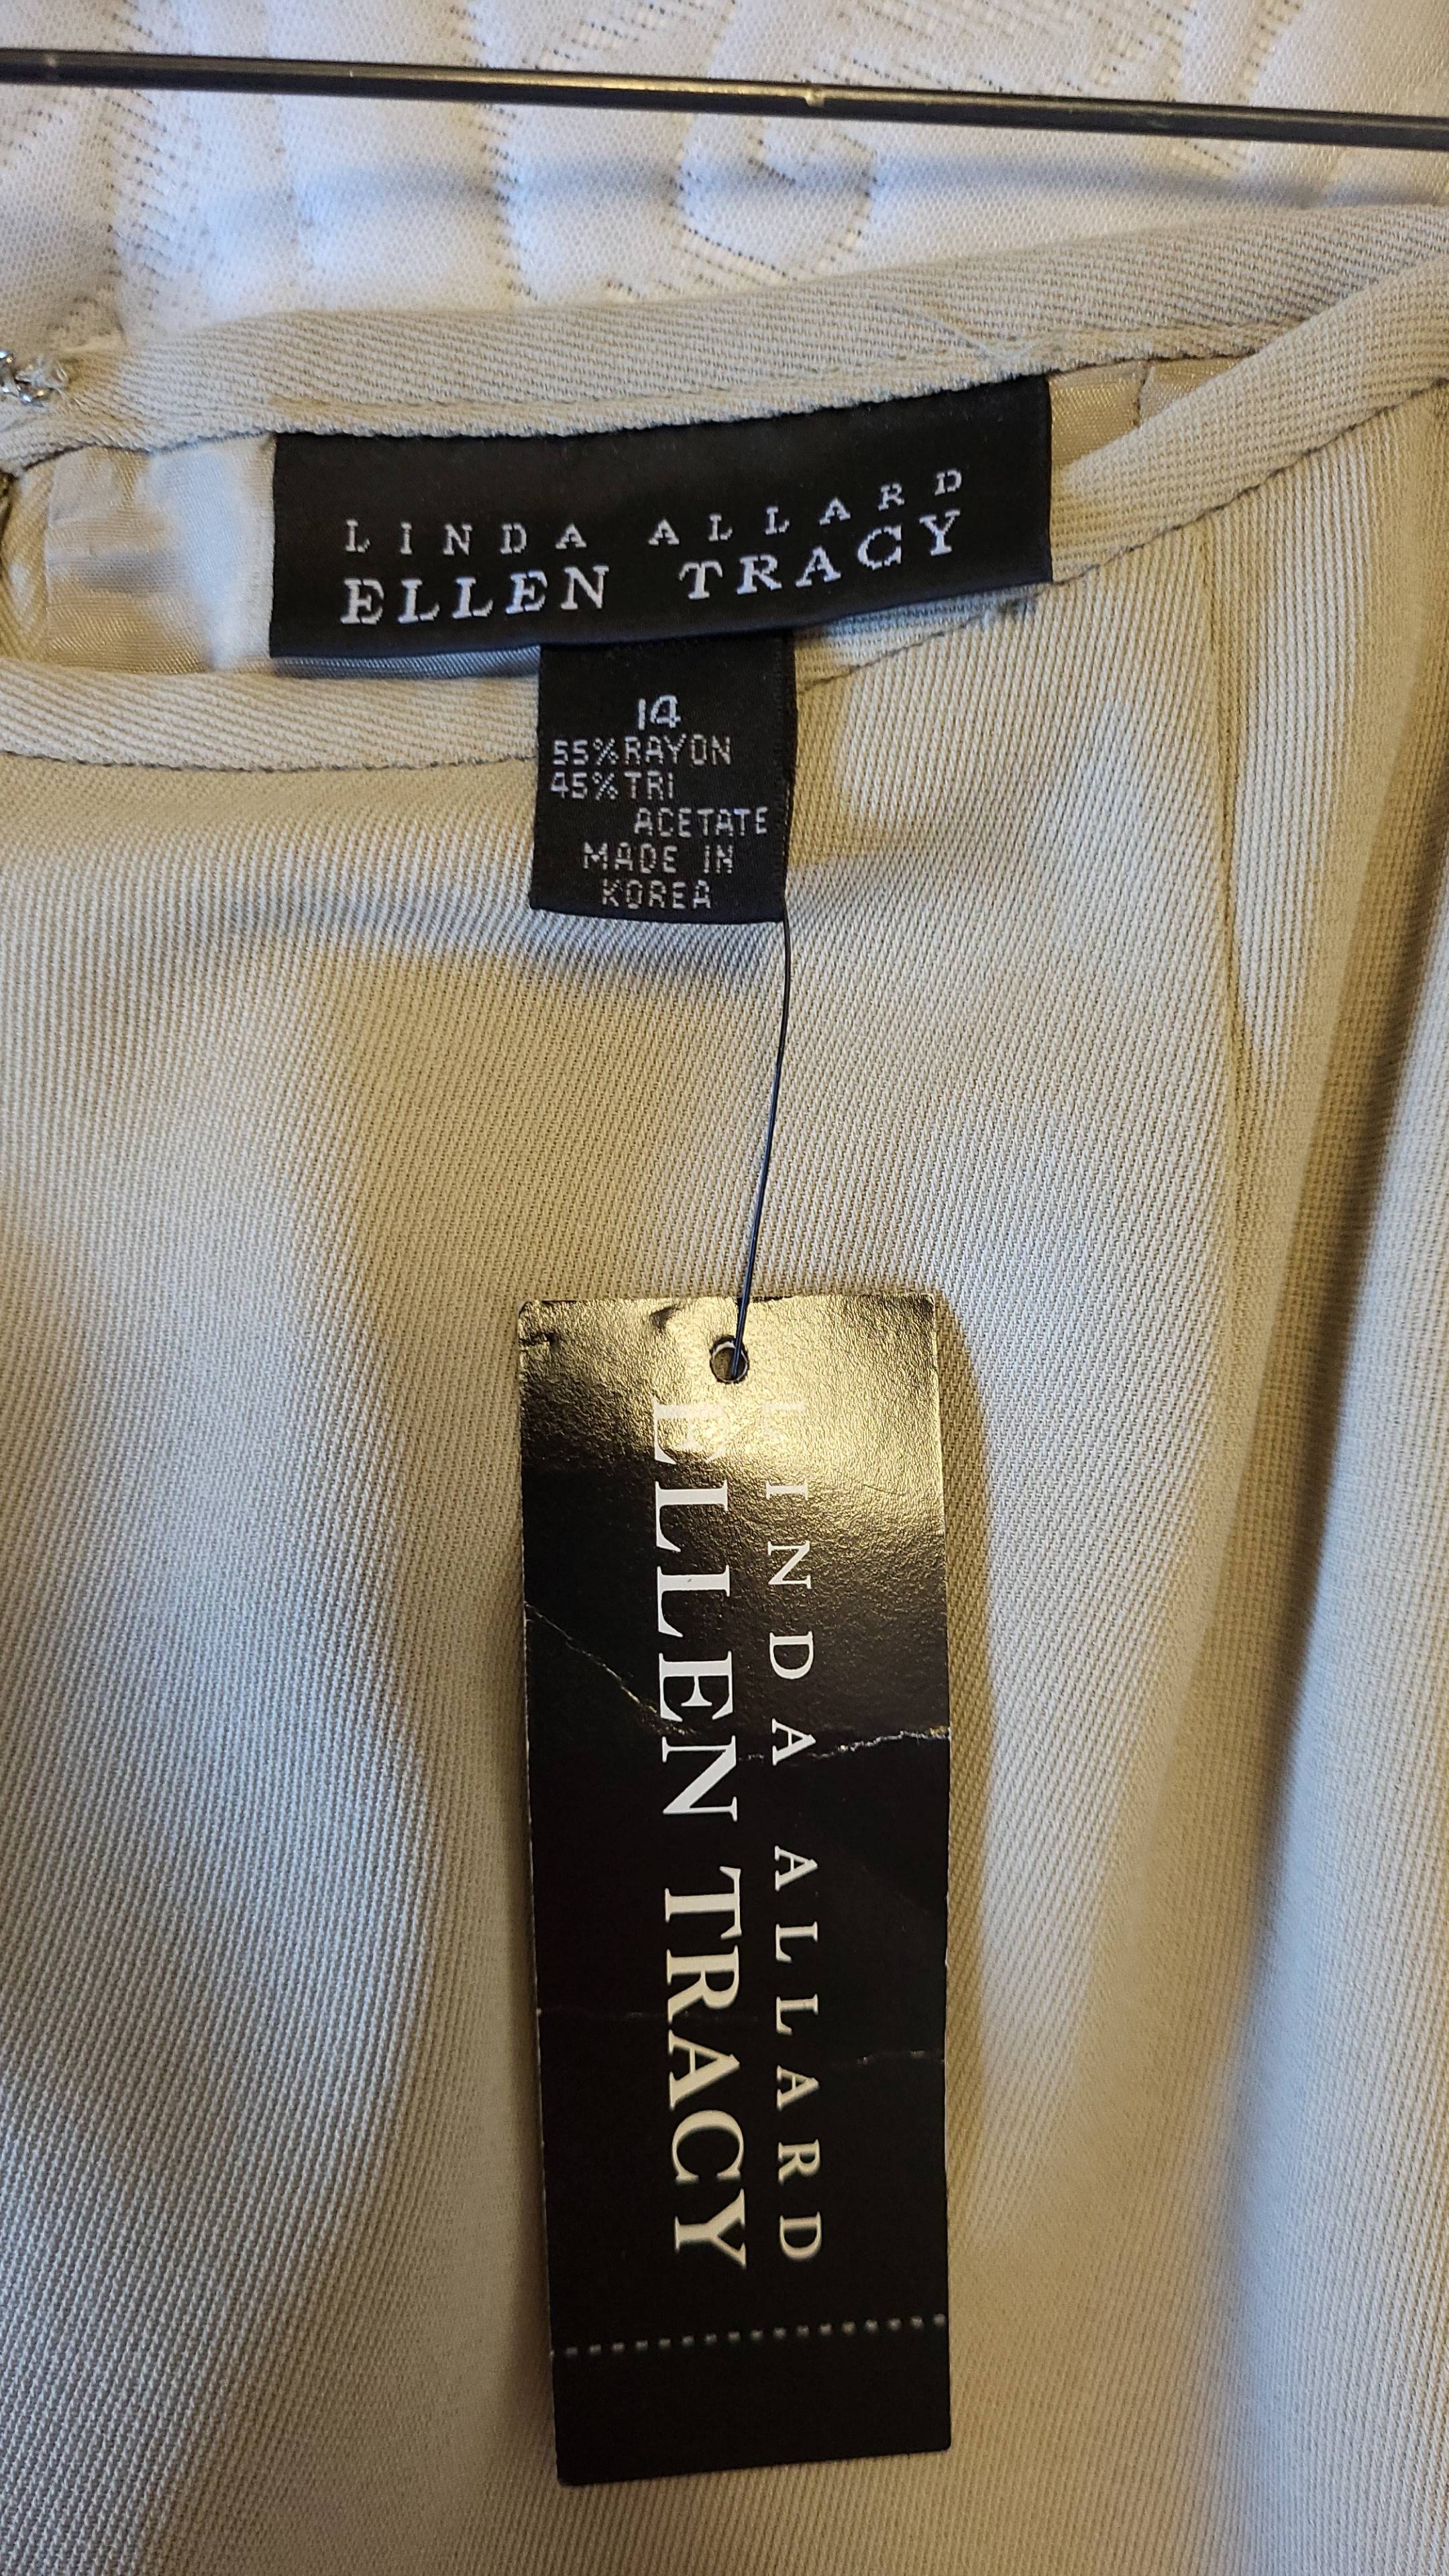 LINDA ALLARD
ELLEN TRACY
14
55%RAYON
45%TRI
ACETATE
MADE IN
KOREA
LINDA ALLARD
ELLEN TRACY